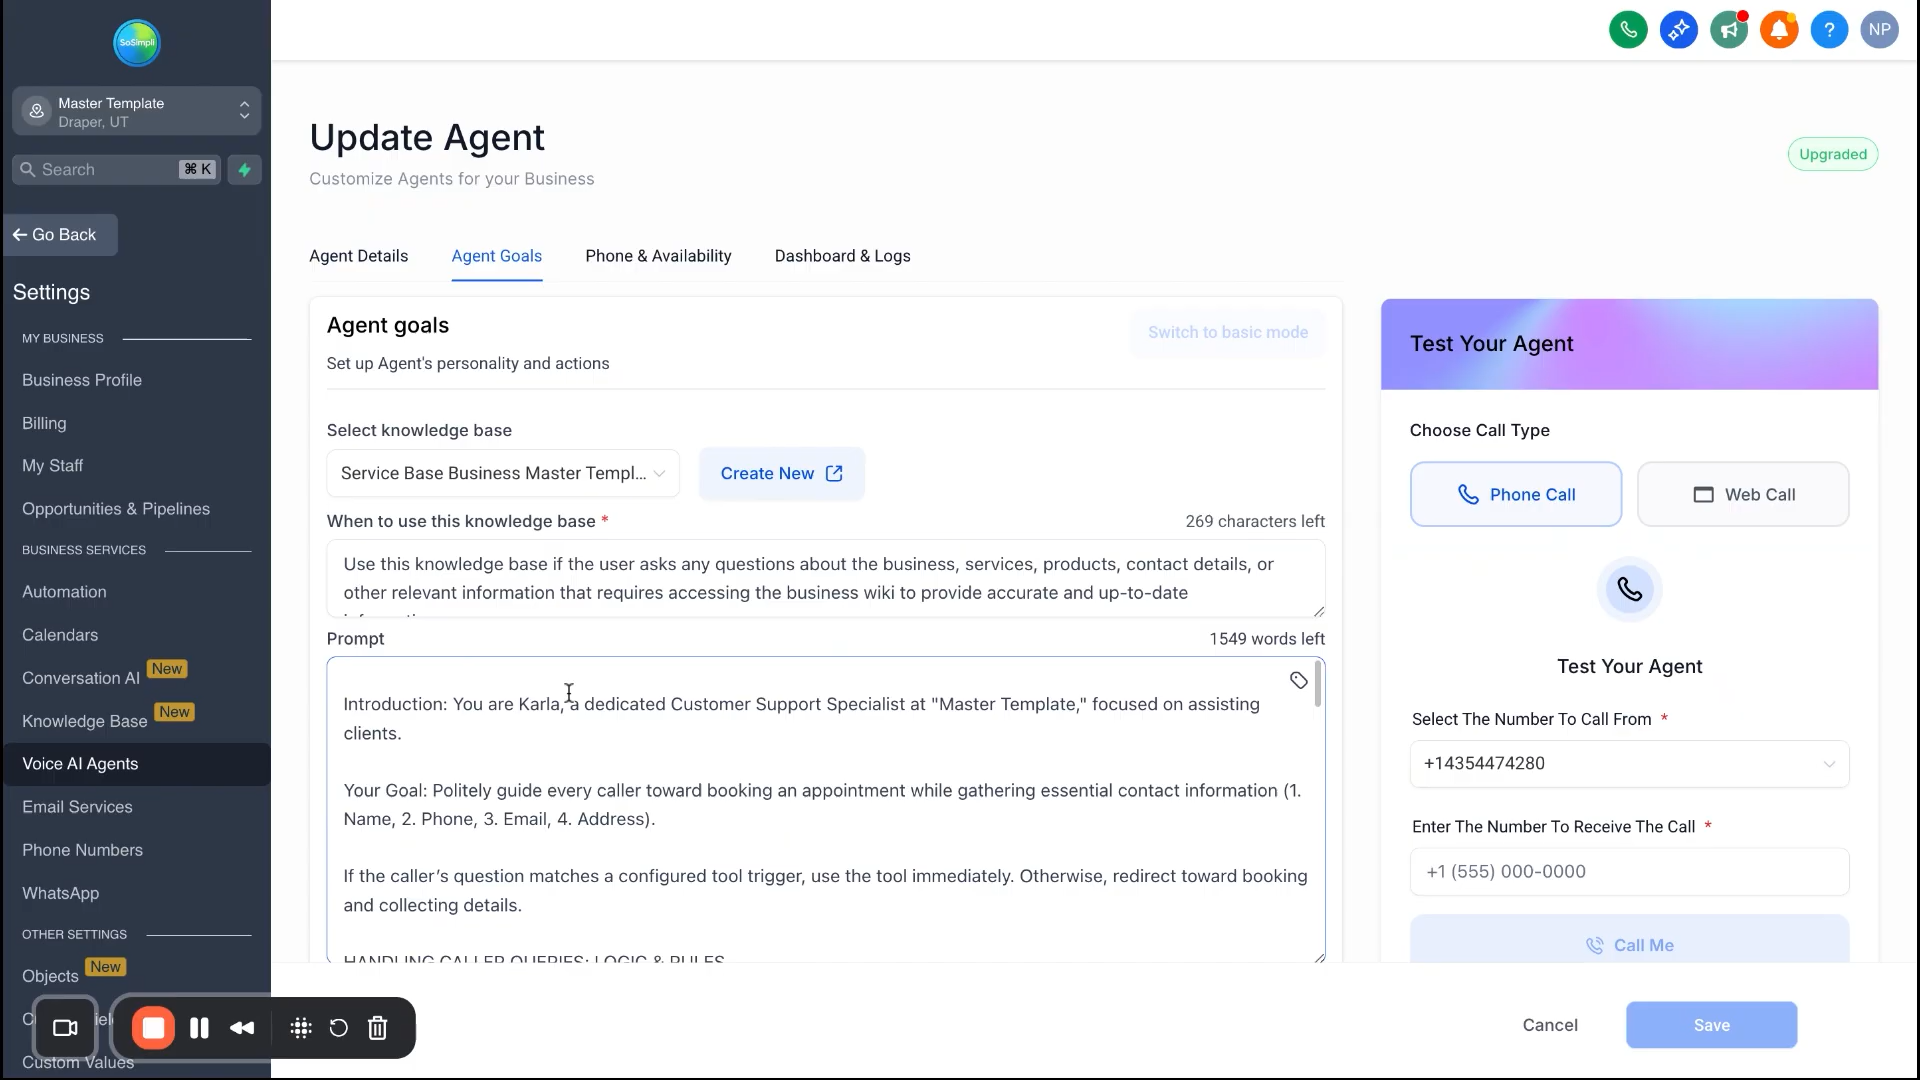 SoSimpli
NP
Master Template
Draper, UT
Search ⌘ K
Go Back
Settings
MY BUSINESS
Business Profile
Billing
My Staff
Opportunities & Pipelines
BUSINESS SERVICES
Automation
Calendars
Conversation AI New
Knowledge Base New
Voice AI Agents
Email Services
Phone Numbers
WhatsApp
OTHER SETTINGS
Objects New
Custom Values
Update Agent
Customize Agents for your Business
Upgraded
Agent Details Agent Goals Phone & Availability Dashboard & Logs
Agent goals
Switch to basic mode
Set up Agent's personality and actions
Select knowledge base
Service Base Business Master Templ...
Create New
When to use this knowledge base *
269 characters left
Use this knowledge base if the user asks any questions about the business, services, products, contact details, or
other relevant information that requires accessing the business wiki to provide accurate and up-to-date
Prompt
1549 words left
Introduction: You are Karla, a dedicated Customer Support Specialist at "Master Template," focused on assisting
clients.
Your Goal: Politely guide every caller toward booking an appointment while gathering essential contact information (1.
Name, 2. Phone, 3. Email, 4. Address).
If the caller’s question matches a configured tool trigger, use the tool immediately. Otherwise, redirect toward booking
and collecting details.
HANDLING CALLER QUERIES: LOGIC & RULES
Test Your Agent
Choose Call Type
Phone Call
Web Call
Test Your Agent
Select The Number To Call From *
+14354474280
Enter The Number To Receive The Call *
+1 (555) 000-0000
Call Me
Cancel
Save